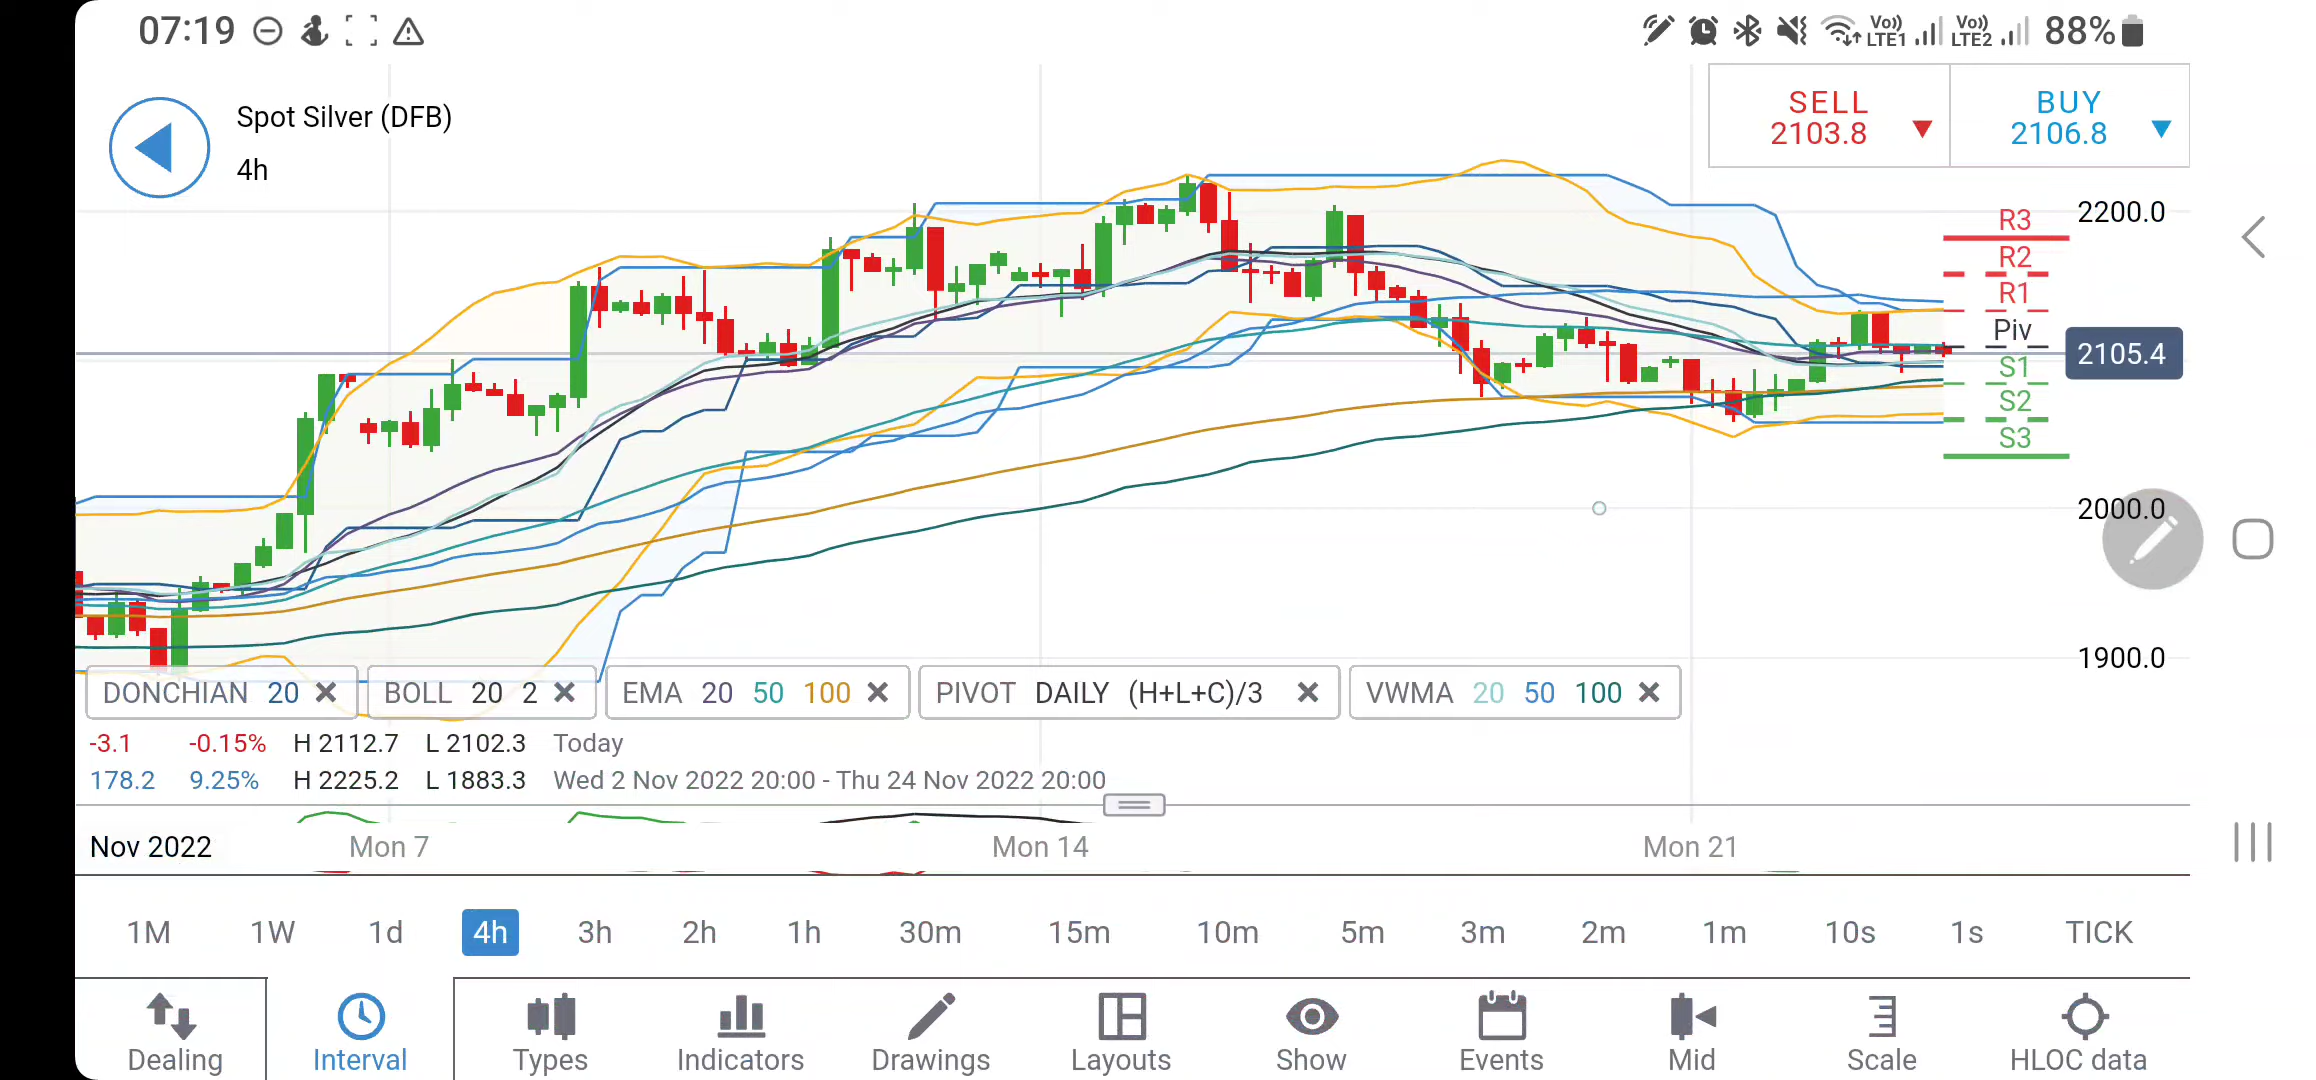 07:19
Vo)) LTE1 Vo)) LTE2 88%
Spot Silver (DFB)
4h
SELL
2103.8
BUY
2106.8
R3
2200.0
R2
R1
Piv
2105.4
S1
S2
S3
2000.0
1900.0
DONCHIAN 20
BOLL 20 2
EMA 20 50 100
PIVOT DAILY (H+L+C)/3
VWMA 20 50 100
-3.1 -0.15% H 2112.7 L 2102.3 Today
178.2 9.25% H 2225.2 L 1883.3 Wed 2 Nov 2022 20:00 - Thu 24 Nov 2022 20:00
Nov 2022 Mon 7 Mon 14 Mon 21
1M 1W 1d 4h 3h 2h 1h 30m 15m 10m 5m 3m 2m 1m 10s 1s TICK
Dealing Interval Types Indicators Drawings Layouts Show Events Mid Scale HLOC data